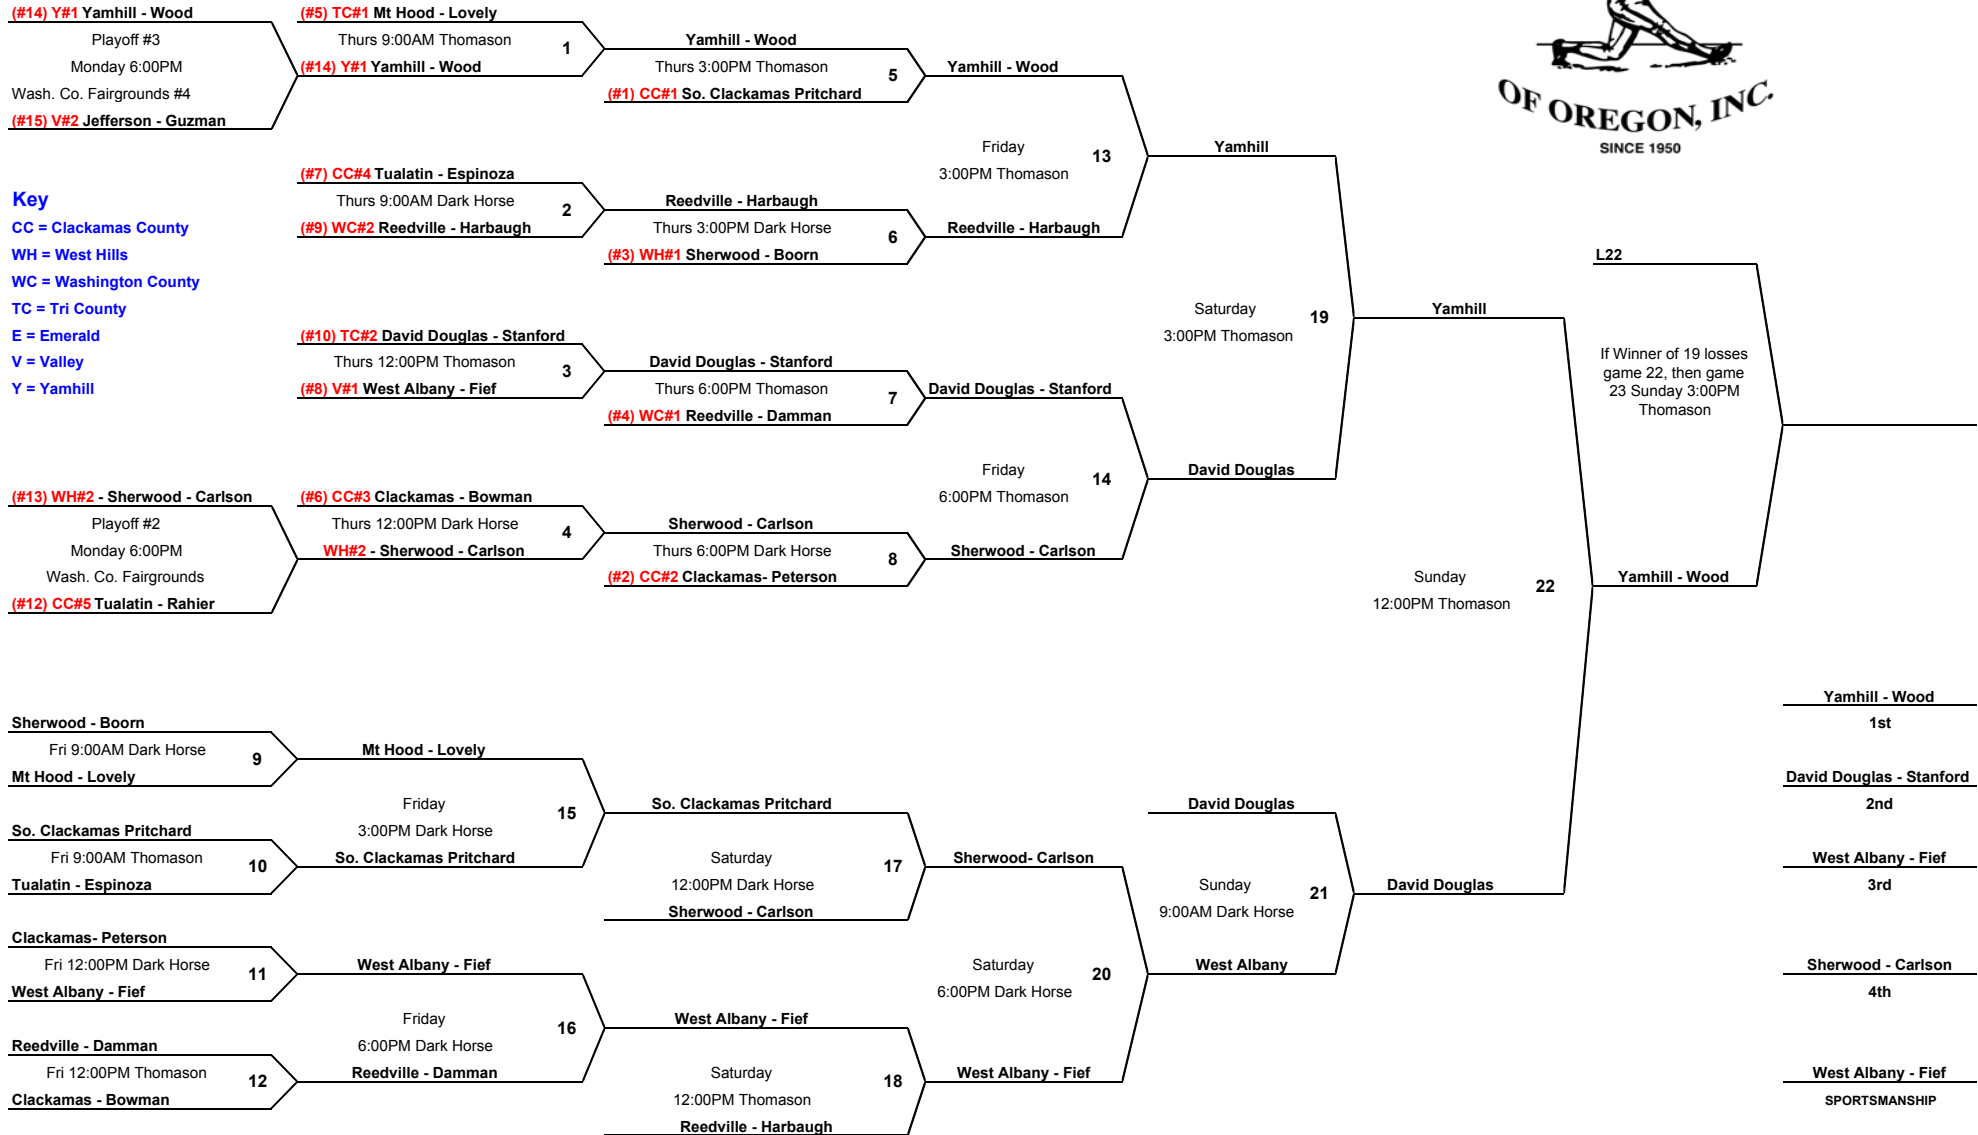 (#14) Y#1 Yamhill - Wood
Playoff #3
Monday 6:00PM
Wash. Co. Fairgrounds #4
(#15) V#2 Jefferson - Guzman
(#5) TC#1 Mt Hood - Lovely
Thurs 9:00AM Thomason
1
(#14) Y#1 Yamhill - Wood
Yamhill - Wood
Thurs 3:00PM Thomason
5
(#1) CC#1 So. Clackamas Pritchard
Yamhill - Wood
OF OREGON, INC.
SINCE 1950
Key
CC = Clackamas County
WH = West Hills
WC = Washington County
TC = Tri County
E = Emerald
V = Valley
Y = Yamhill
(#7) CC#4 Tualatin - Espinoza
Thurs 9:00AM Dark Horse
2
(#9) WC#2 Reedville - Harbaugh
Reedville - Harbaugh
Thurs 3:00PM Dark Horse
6
(#3) WH#1 Sherwood - Boorn
Friday
13
3:00PM Thomason
Reedville - Harbaugh
Yamhill
(#10) TC#2 David Douglas - Stanford
Thurs 12:00PM Thomason
3
(#8) V#1 West Albany - Fief
David Douglas - Stanford
Thurs 6:00PM Thomason
7
(#4) WC#1 Reedville - Damman
David Douglas - Stanford
Saturday
19
3:00PM Thomason
Yamhill
L22
If Winner of 19 losses
game 22, then game
23 Sunday 3:00PM
Thomason
(#13) WH#2 - Sherwood - Carlson
Playoff #2
Monday 6:00PM
Wash. Co. Fairgrounds
(#12) CC#5 Tualatin - Rahier
(#6) CC#3 Clackamas - Bowman
Thurs 12:00PM Dark Horse
4
WH#2 - Sherwood - Carlson
Sherwood - Carlson
Thurs 6:00PM Dark Horse
8
(#2) CC#2 Clackamas- Peterson
Friday
14
6:00PM Thomason
Sherwood - Carlson
David Douglas
Sunday
22
12:00PM Thomason
Yamhill - Wood
Sherwood - Boorn
Fri 9:00AM Dark Horse
9
Mt Hood - Lovely
So. Clackamas Pritchard
Fri 9:00AM Thomason
10
Tualatin - Espinoza
Clackamas- Peterson
Fri 12:00PM Dark Horse
11
West Albany - Fief
Reedville - Damman
Fri 12:00PM Thomason
12
Clackamas - Bowman
Mt Hood - Lovely
Friday
15
3:00PM Dark Horse
So. Clackamas Pritchard
West Albany - Fief
Friday
16
6:00PM Dark Horse
Reedville - Damman
So. Clackamas Pritchard
Saturday
17
12:00PM Dark Horse
Sherwood - Carlson
West Albany - Fief
Saturday
18
12:00PM Thomason
Reedville - Harbaugh
Sherwood- Carlson
Saturday
20
6:00PM Dark Horse
West Albany - Fief
David Douglas
Sunday
21
9:00AM Dark Horse
West Albany
David Douglas
Yamhill - Wood
1st
David Douglas - Stanford
2nd
West Albany - Fief
3rd
Sherwood - Carlson
4th
West Albany - Fief
SPORTSMANSHIP